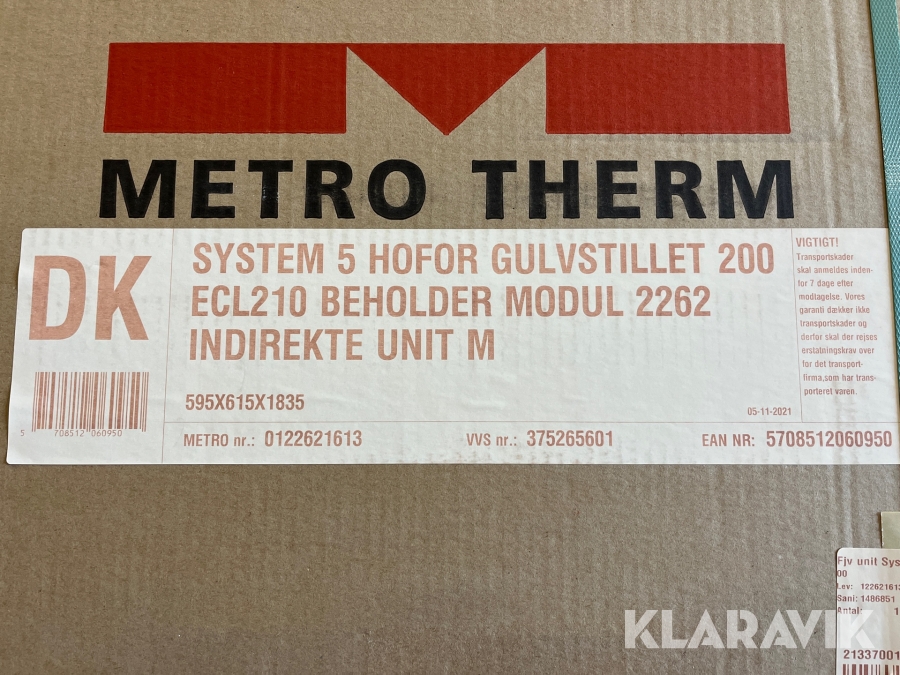 METRO THERM
DK
SYSTEM 5 HOFOR GULVSTILLET 200
ECL210 BEHOLDER MODUL 2262
INDIREKTE UNIT M
595X615X1835
05-11-2021
5 708512 060950
METRO nr.: 0122621613
VVS nr.: 375265601
EAN NR: 5708512060950
VIGTIGT!
Transportskader
skal anmeldes inden-
for 7 dage efter
modtagelse. Vores
garanti dækker ikke
transportskader og
derfor skal der rejses
erstatningskrav over
for det transport-
firma,som har trans-
porteret varen.
Fjv unit Sys
00
Lev: 122621613
Sani: 1486851
Antal: 1
21337001
KLARAVIK